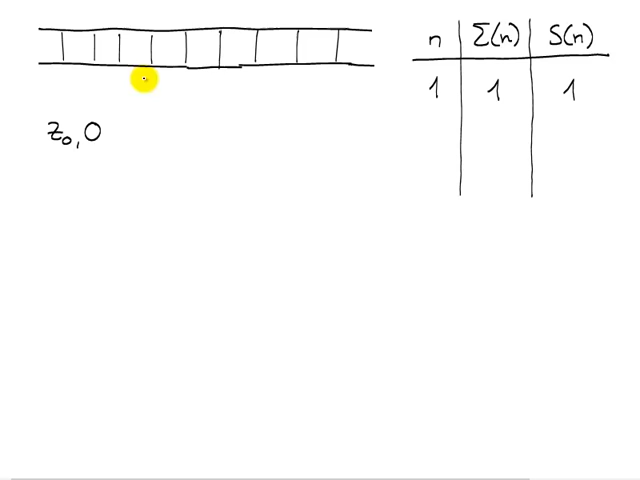 n Σ(n) S(n)
1 1 1
z₀, 0